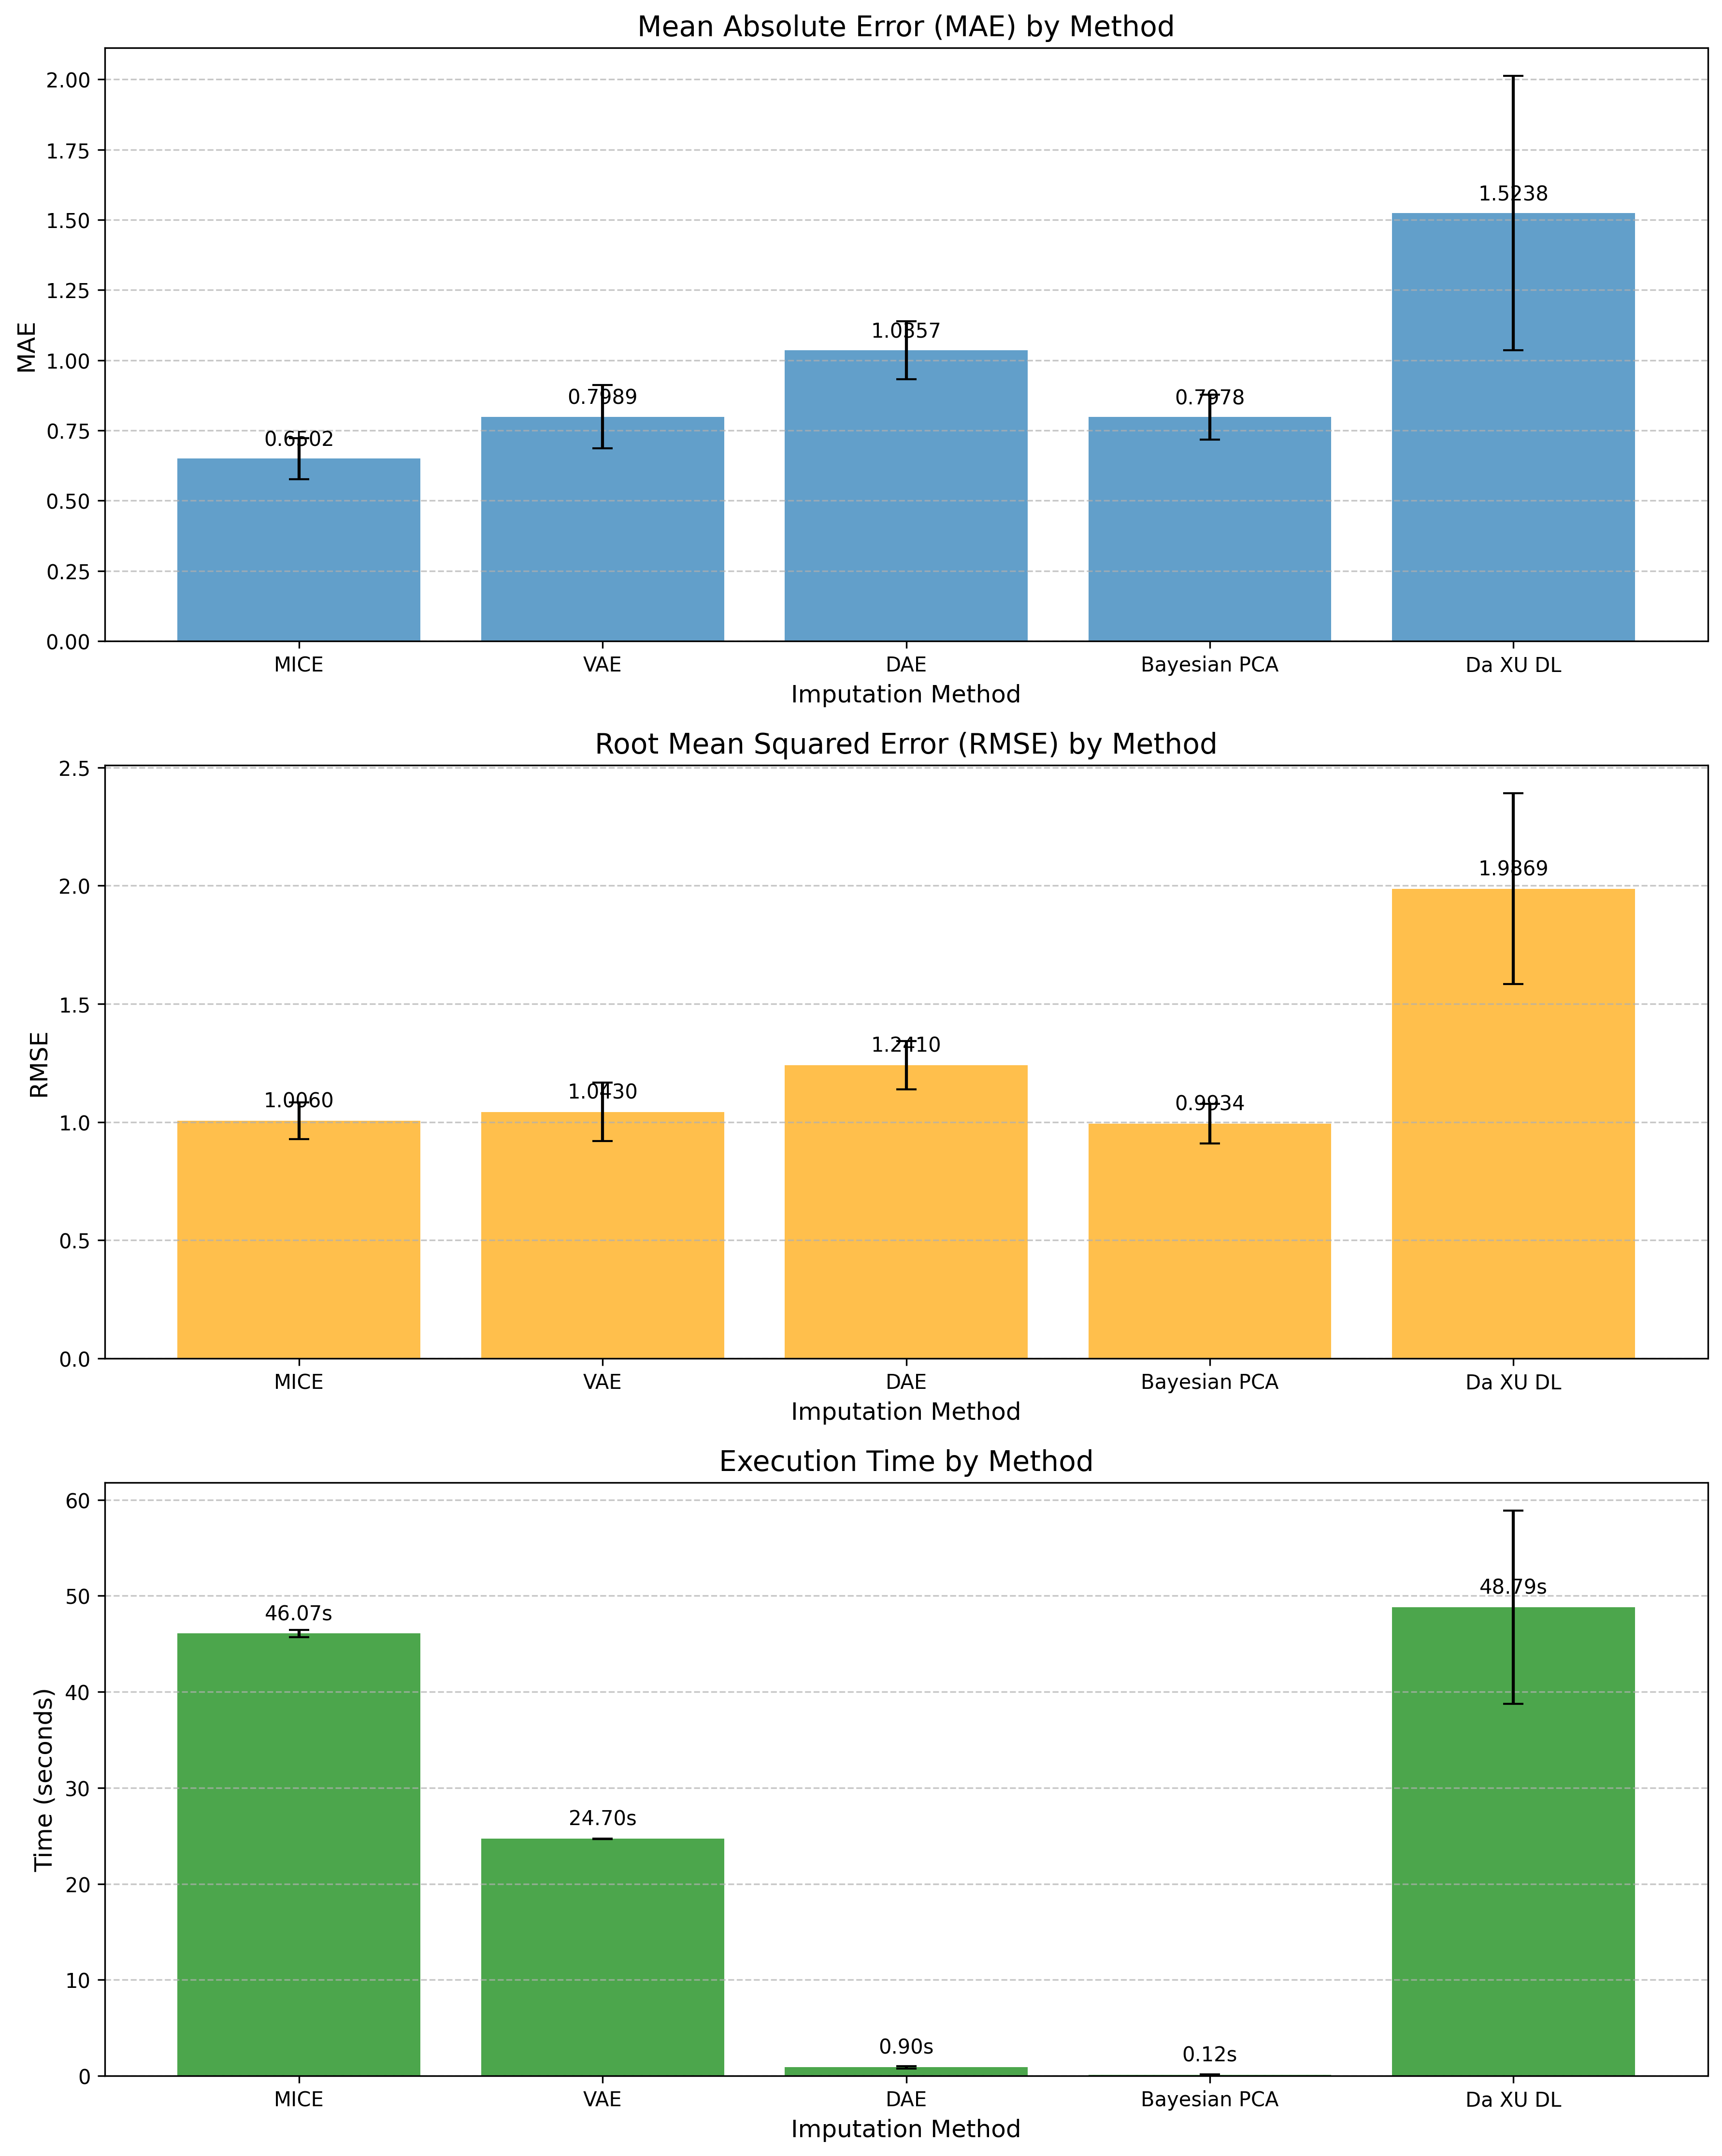 Mean Absolute Error (MAE) by Method
2.00
1.75
1.50
1.25
1.00
0.75
0.50
0.25
0.00
MAE
0.6502
0.7989
1.0357
0.7978
1.5238
MICE
VAE
DAE
Bayesian PCA
Da XU DL
Imputation Method
Root Mean Squared Error (RMSE) by Method
2.5
2.0
1.5
1.0
0.5
0.0
RMSE
1.0060
1.0430
1.2410
0.9934
1.9869
MICE
VAE
DAE
Bayesian PCA
Da XU DL
Imputation Method
Execution Time by Method
60
50
40
30
20
10
0
Time (seconds)
46.07s
24.70s
0.90s
0.12s
48.79s
MICE
VAE
DAE
Bayesian PCA
Da XU DL
Imputation Method